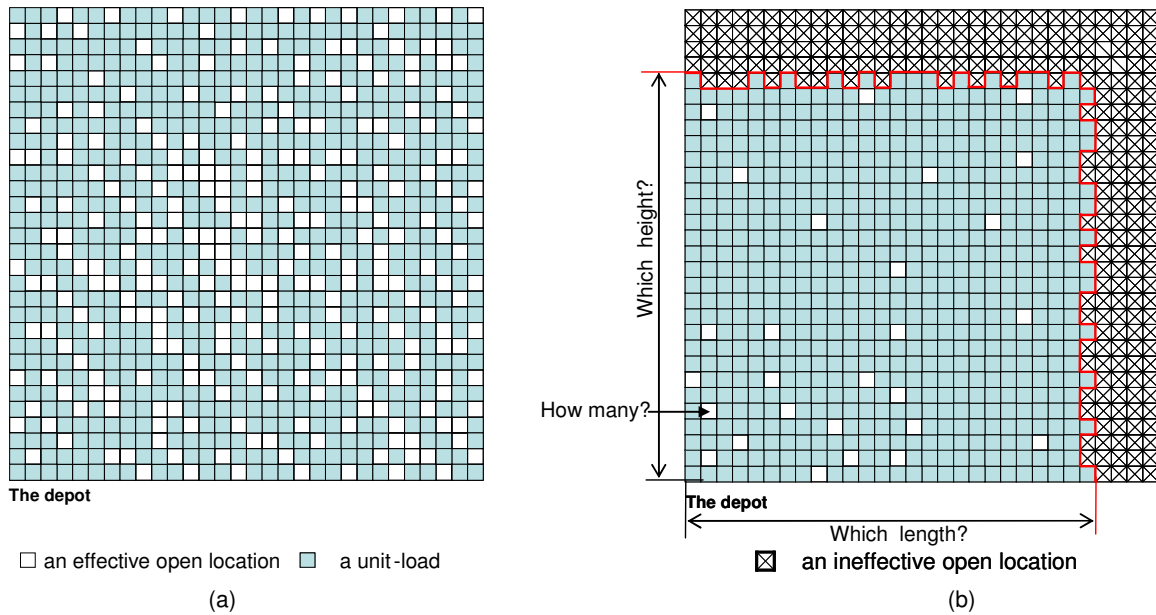 Which height?
How many?
The depot
The depot
Which length?
an effective open location
a unit-load
an ineffective open location
(a)
(b)